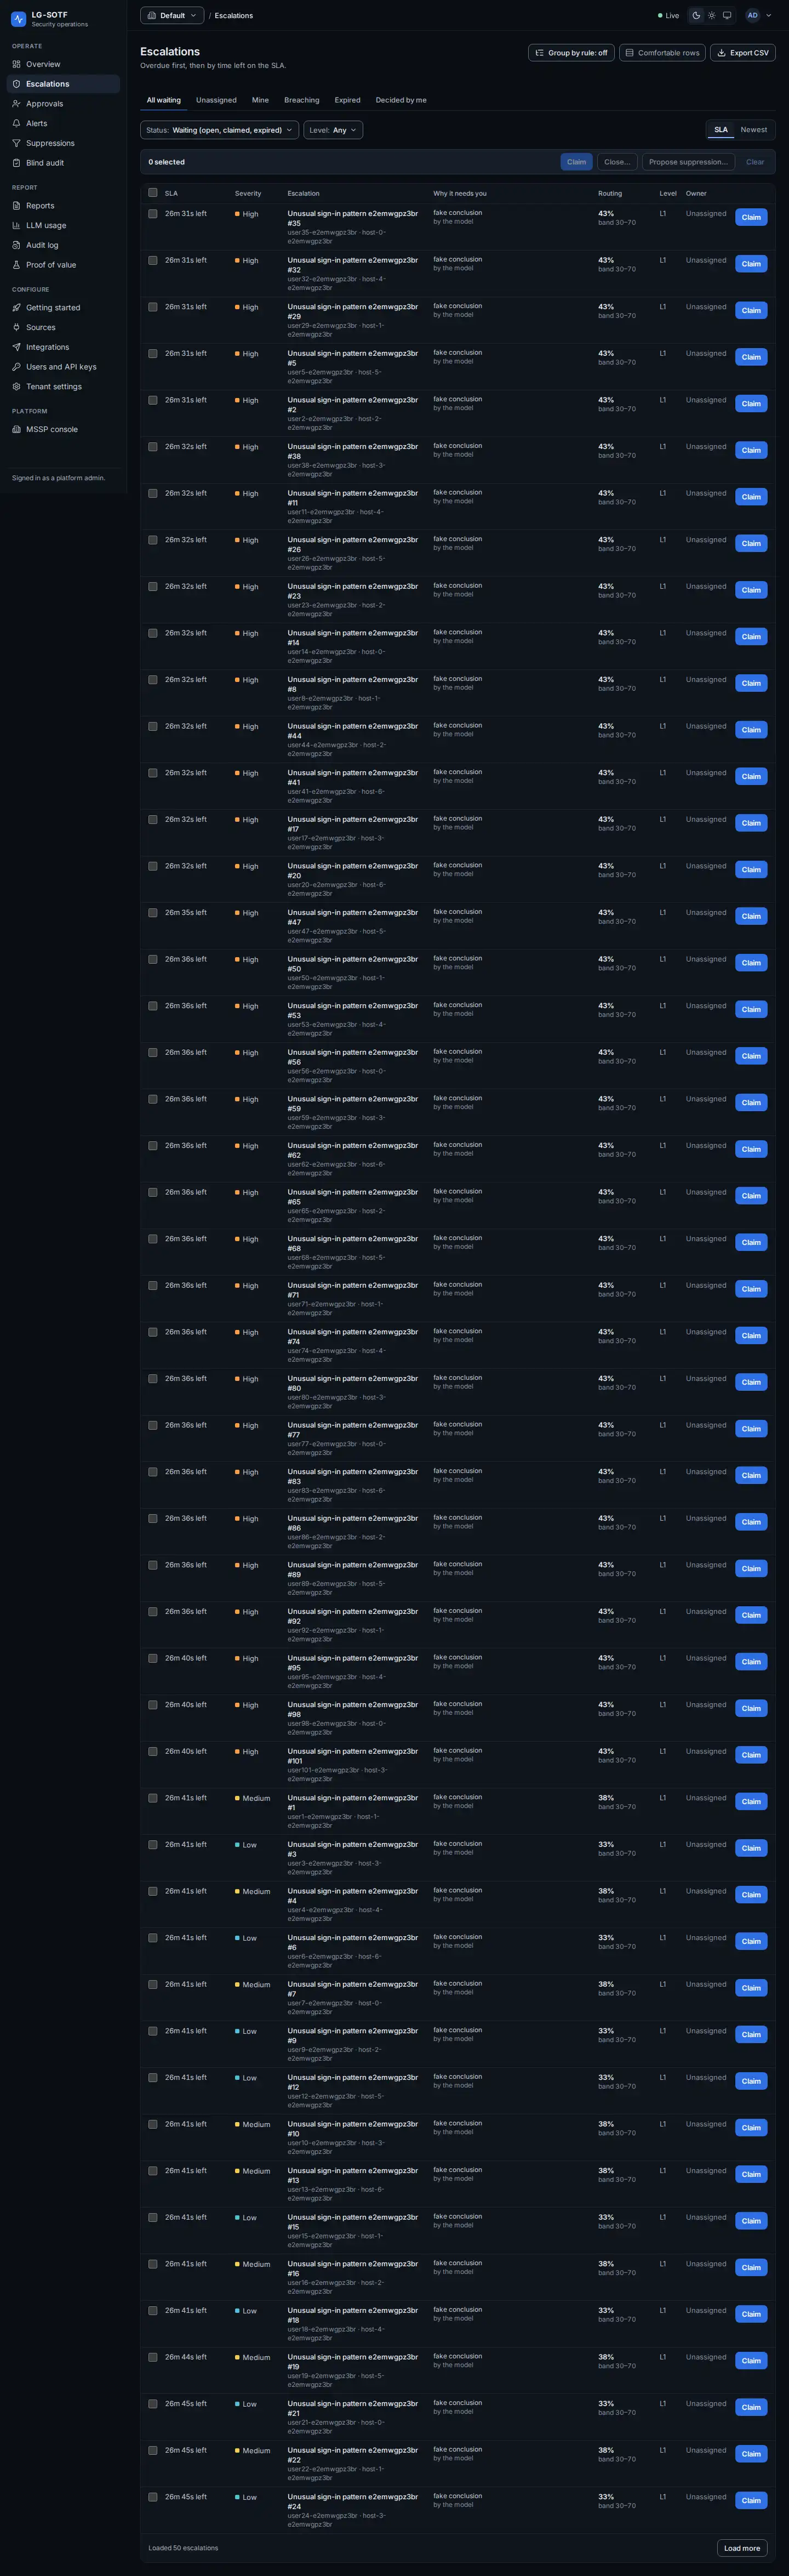 LG-SOTF
Security operations
OPERATE
Overview
Escalations
Approvals
Alerts
Suppressions
Blind audit
REPORT
Reports
LLM usage
Audit log
Proof of value
CONFIGURE
Getting started
Sources
Integrations
Users and API keys
Tenant settings
PLATFORM
MSSP console
Signed in as a platform admin.
Default / Escalations Live AD
Escalations
Overdue first, then by time left on the SLA.
Group by rule: off Comfortable rows Export CSV
All waiting Unassigned Mine Breaching Expired Decided by me
Status: Waiting (open, claimed, expired) Level: Any SLA Newest
0 selected Claim Close... Propose suppression... Clear
SLA Severity Escalation Why it needs you Routing Level Owner
26m 31s left High Unusual sign-in pattern e2emwgpz3br fake conclusion 43% L1 Unassigned Claim
#35 by the model band 30–70
user35-e2emwgpz3br · host-0-
e2emwgpz3br
26m 31s left High Unusual sign-in pattern e2emwgpz3br fake conclusion 43% L1 Unassigned Claim
#32 by the model band 30–70
user32-e2emwgpz3br · host-4-
e2emwgpz3br
26m 31s left High Unusual sign-in pattern e2emwgpz3br fake conclusion 43% L1 Unassigned Claim
#29 by the model band 30–70
user29-e2emwgpz3br · host-1-
e2emwgpz3br
26m 31s left High Unusual sign-in pattern e2emwgpz3br fake conclusion 43% L1 Unassigned Claim
#5 by the model band 30–70
user5-e2emwgpz3br · host-5-
e2emwgpz3br
26m 31s left High Unusual sign-in pattern e2emwgpz3br fake conclusion 43% L1 Unassigned Claim
#2 by the model band 30–70
user2-e2emwgpz3br · host-2-
e2emwgpz3br
26m 32s left High Unusual sign-in pattern e2emwgpz3br fake conclusion 43% L1 Unassigned Claim
#38 by the model band 30–70
user38-e2emwgpz3br · host-3-
e2emwgpz3br
26m 32s left High Unusual sign-in pattern e2emwgpz3br fake conclusion 43% L1 Unassigned Claim
#11 by the model band 30–70
user11-e2emwgpz3br · host-4-
e2emwgpz3br
26m 32s left High Unusual sign-in pattern e2emwgpz3br fake conclusion 43% L1 Unassigned Claim
#26 by the model band 30–70
user26-e2emwgpz3br · host-5-
e2emwgpz3br
26m 32s left High Unusual sign-in pattern e2emwgpz3br fake conclusion 43% L1 Unassigned Claim
#23 by the model band 30–70
user23-e2emwgpz3br · host-2-
e2emwgpz3br
26m 32s left High Unusual sign-in pattern e2emwgpz3br fake conclusion 43% L1 Unassigned Claim
#14 by the model band 30–70
user14-e2emwgpz3br · host-0-
e2emwgpz3br
26m 32s left High Unusual sign-in pattern e2emwgpz3br fake conclusion 43% L1 Unassigned Claim
#8 by the model band 30–70
user8-e2emwgpz3br · host-1-
e2emwgpz3br
26m 32s left High Unusual sign-in pattern e2emwgpz3br fake conclusion 43% L1 Unassigned Claim
#44 by the model band 30–70
user44-e2emwgpz3br · host-2-
e2emwgpz3br
26m 32s left High Unusual sign-in pattern e2emwgpz3br fake conclusion 43% L1 Unassigned Claim
#41 by the model band 30–70
user41-e2emwgpz3br · host-6-
e2emwgpz3br
26m 32s left High Unusual sign-in pattern e2emwgpz3br fake conclusion 43% L1 Unassigned Claim
#17 by the model band 30–70
user17-e2emwgpz3br · host-3-
e2emwgpz3br
26m 32s left High Unusual sign-in pattern e2emwgpz3br fake conclusion 43% L1 Unassigned Claim
#20 by the model band 30–70
user20-e2emwgpz3br · host-6-
e2emwgpz3br
26m 35s left High Unusual sign-in pattern e2emwgpz3br fake conclusion 43% L1 Unassigned Claim
#47 by the model band 30–70
user47-e2emwgpz3br · host-5-
e2emwgpz3br
26m 36s left High Unusual sign-in pattern e2emwgpz3br fake conclusion 43% L1 Unassigned Claim
#50 by the model band 30–70
user50-e2emwgpz3br · host-1-
e2emwgpz3br
26m 36s left High Unusual sign-in pattern e2emwgpz3br fake conclusion 43% L1 Unassigned Claim
#53 by the model band 30–70
user53-e2emwgpz3br · host-4-
e2emwgpz3br
26m 36s left High Unusual sign-in pattern e2emwgpz3br fake conclusion 43% L1 Unassigned Claim
#56 by the model band 30–70
user56-e2emwgpz3br · host-0-
e2emwgpz3br
26m 36s left High Unusual sign-in pattern e2emwgpz3br fake conclusion 43% L1 Unassigned Claim
#59 by the model band 30–70
user59-e2emwgpz3br · host-3-
e2emwgpz3br
26m 36s left High Unusual sign-in pattern e2emwgpz3br fake conclusion 43% L1 Unassigned Claim
#62 by the model band 30–70
user62-e2emwgpz3br · host-6-
e2emwgpz3br
26m 36s left High Unusual sign-in pattern e2emwgpz3br fake conclusion 43% L1 Unassigned Claim
#65 by the model band 30–70
user65-e2emwgpz3br · host-2-
e2emwgpz3br
26m 36s left High Unusual sign-in pattern e2emwgpz3br fake conclusion 43% L1 Unassigned Claim
#68 by the model band 30–70
user68-e2emwgpz3br · host-5-
e2emwgpz3br
26m 36s left High Unusual sign-in pattern e2emwgpz3br fake conclusion 43% L1 Unassigned Claim
#71 by the model band 30–70
user71-e2emwgpz3br · host-1-
e2emwgpz3br
26m 36s left High Unusual sign-in pattern e2emwgpz3br fake conclusion 43% L1 Unassigned Claim
#74 by the model band 30–70
user74-e2emwgpz3br · host-4-
e2emwgpz3br
26m 36s left High Unusual sign-in pattern e2emwgpz3br fake conclusion 43% L1 Unassigned Claim
#80 by the model band 30–70
user80-e2emwgpz3br · host-3-
e2emwgpz3br
26m 36s left High Unusual sign-in pattern e2emwgpz3br fake conclusion 43% L1 Unassigned Claim
#77 by the model band 30–70
user77-e2emwgpz3br · host-0-
e2emwgpz3br
26m 36s left High Unusual sign-in pattern e2emwgpz3br fake conclusion 43% L1 Unassigned Claim
#83 by the model band 30–70
user83-e2emwgpz3br · host-6-
e2emwgpz3br
26m 36s left High Unusual sign-in pattern e2emwgpz3br fake conclusion 43% L1 Unassigned Claim
#86 by the model band 30–70
user86-e2emwgpz3br · host-2-
e2emwgpz3br
26m 36s left High Unusual sign-in pattern e2emwgpz3br fake conclusion 43% L1 Unassigned Claim
#89 by the model band 30–70
user89-e2emwgpz3br · host-5-
e2emwgpz3br
26m 36s left High Unusual sign-in pattern e2emwgpz3br fake conclusion 43% L1 Unassigned Claim
#92 by the model band 30–70
user92-e2emwgpz3br · host-1-
e2emwgpz3br
26m 40s left High Unusual sign-in pattern e2emwgpz3br fake conclusion 43% L1 Unassigned Claim
#95 by the model band 30–70
user95-e2emwgpz3br · host-4-
e2emwgpz3br
26m 40s left High Unusual sign-in pattern e2emwgpz3br fake conclusion 43% L1 Unassigned Claim
#98 by the model band 30–70
user98-e2emwgpz3br · host-0-
e2emwgpz3br
26m 40s left High Unusual sign-in pattern e2emwgpz3br fake conclusion 43% L1 Unassigned Claim
#101 by the model band 30–70
user101-e2emwgpz3br · host-3-
e2emwgpz3br
26m 41s left Medium Unusual sign-in pattern e2emwgpz3br fake conclusion 38% L1 Unassigned Claim
#1 by the model band 30–70
user1-e2emwgpz3br · host-1-
e2emwgpz3br
26m 41s left Low Unusual sign-in pattern e2emwgpz3br fake conclusion 33% L1 Unassigned Claim
#3 by the model band 30–70
user3-e2emwgpz3br · host-3-
e2emwgpz3br
26m 41s left Medium Unusual sign-in pattern e2emwgpz3br fake conclusion 38% L1 Unassigned Claim
#4 by the model band 30–70
user4-e2emwgpz3br · host-4-
e2emwgpz3br
26m 41s left Low Unusual sign-in pattern e2emwgpz3br fake conclusion 33% L1 Unassigned Claim
#6 by the model band 30–70
user6-e2emwgpz3br · host-6-
e2emwgpz3br
26m 41s left Medium Unusual sign-in pattern e2emwgpz3br fake conclusion 38% L1 Unassigned Claim
#7 by the model band 30–70
user7-e2emwgpz3br · host-0-
e2emwgpz3br
26m 41s left Low Unusual sign-in pattern e2emwgpz3br fake conclusion 33% L1 Unassigned Claim
#9 by the model band 30–70
user9-e2emwgpz3br · host-2-
e2emwgpz3br
26m 41s left Low Unusual sign-in pattern e2emwgpz3br fake conclusion 33% L1 Unassigned Claim
#12 by the model band 30–70
user12-e2emwgpz3br · host-5-
e2emwgpz3br
26m 41s left Medium Unusual sign-in pattern e2emwgpz3br fake conclusion 38% L1 Unassigned Claim
#10 by the model band 30–70
user10-e2emwgpz3br · host-3-
e2emwgpz3br
26m 41s left Medium Unusual sign-in pattern e2emwgpz3br fake conclusion 38% L1 Unassigned Claim
#13 by the model band 30–70
user13-e2emwgpz3br · host-6-
e2emwgpz3br
26m 41s left Low Unusual sign-in pattern e2emwgpz3br fake conclusion 33% L1 Unassigned Claim
#15 by the model band 30–70
user15-e2emwgpz3br · host-1-
e2emwgpz3br
26m 41s left Medium Unusual sign-in pattern e2emwgpz3br fake conclusion 38% L1 Unassigned Claim
#16 by the model band 30–70
user16-e2emwgpz3br · host-2-
e2emwgpz3br
26m 41s left Low Unusual sign-in pattern e2emwgpz3br fake conclusion 33% L1 Unassigned Claim
#18 by the model band 30–70
user18-e2emwgpz3br · host-4-
e2emwgpz3br
26m 44s left Medium Unusual sign-in pattern e2emwgpz3br fake conclusion 38% L1 Unassigned Claim
#19 by the model band 30–70
user19-e2emwgpz3br · host-5-
e2emwgpz3br
26m 45s left Low Unusual sign-in pattern e2emwgpz3br fake conclusion 33% L1 Unassigned Claim
#21 by the model band 30–70
user21-e2emwgpz3br · host-0-
e2emwgpz3br
26m 45s left Medium Unusual sign-in pattern e2emwgpz3br fake conclusion 38% L1 Unassigned Claim
#22 by the model band 30–70
user22-e2emwgpz3br · host-1-
e2emwgpz3br
26m 45s left Low Unusual sign-in pattern e2emwgpz3br fake conclusion 33% L1 Unassigned Claim
#24 by the model band 30–70
user24-e2emwgpz3br · host-3-
e2emwgpz3br
Loaded 50 escalations Load more